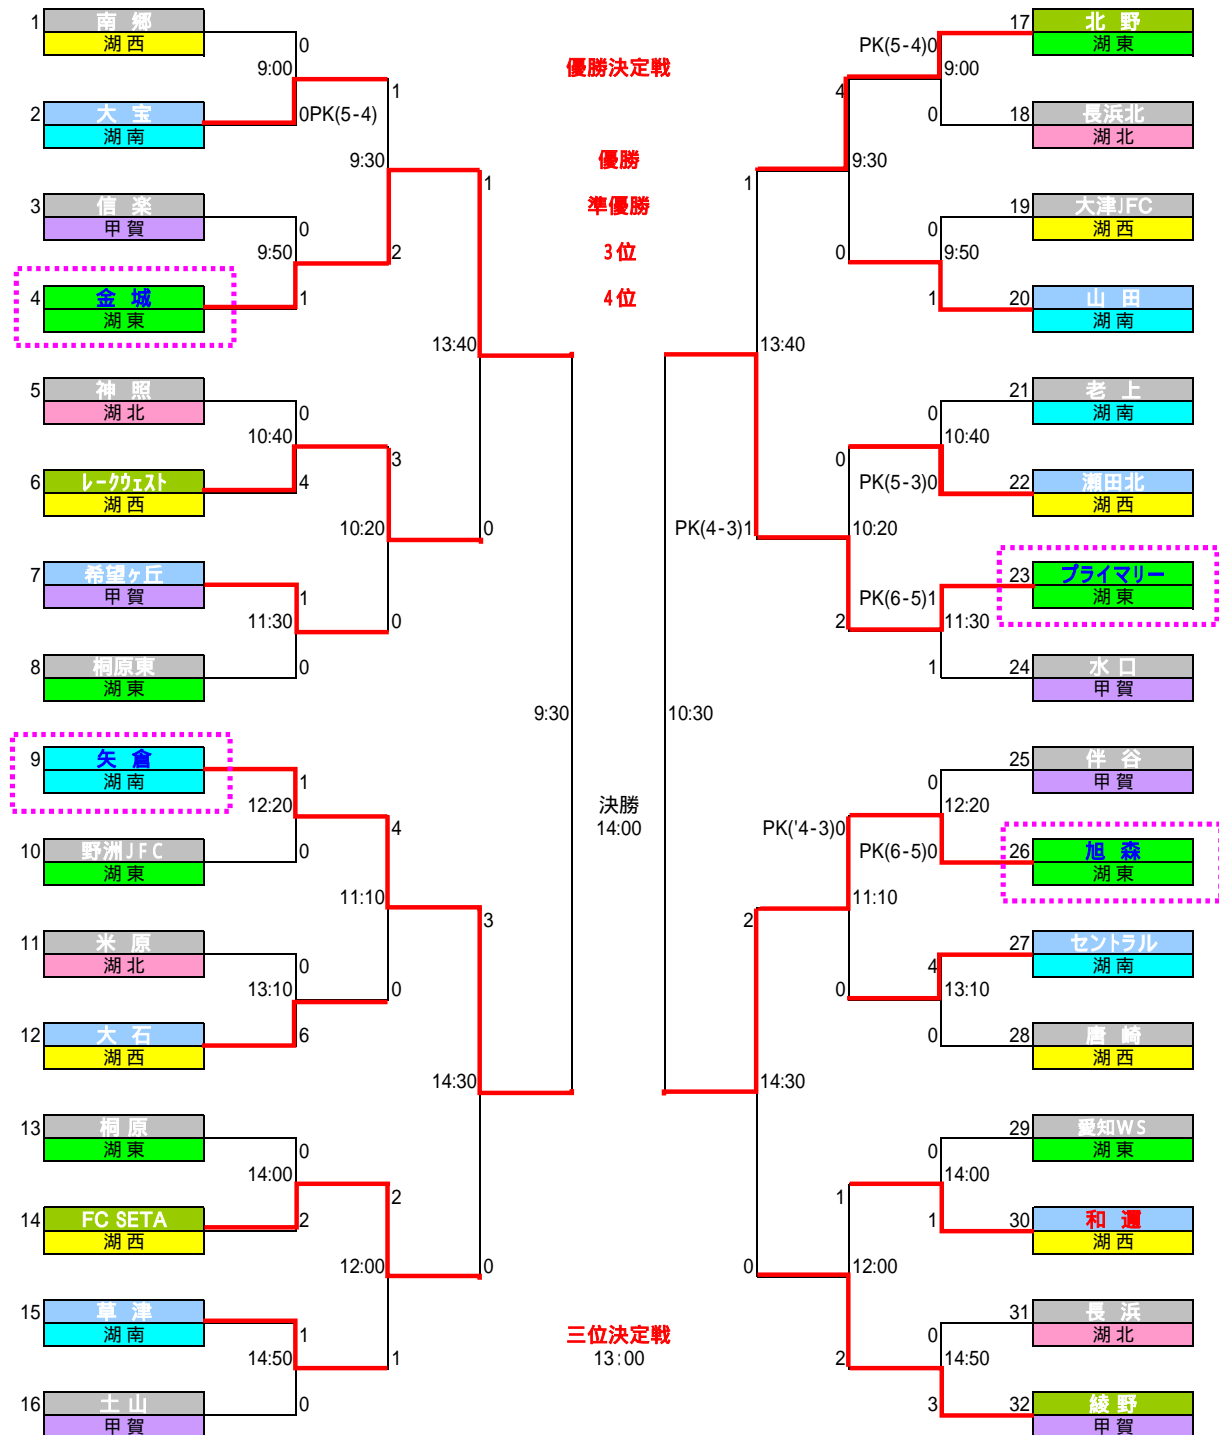 1 南 郷
湖 西
0
9:00
1
2 大 宝
湖 南
0PK(5-4)
9:30
1
3 信 楽
甲 賀
0
9:50
2
4 金 城
湖 東
1
13:40
5 神 照
湖 北
0
10:40
3
6 レークウェスト
湖 西
4
10:20
0
7 希望ヶ丘
甲 賀
1
11:30
0
8 桐原東
湖 東
0
9:30
9 矢 倉
湖 南
1
12:20
4
10 野洲JFC
湖 東
0
11:10
3
11 米 原
湖 北
0
13:10
0
12 大 石
湖 西
6
14:30
13 桐 原
湖 東
0
14:00
2
14 FC SETA
湖 西
2
12:00
0
15 草 津
湖 南
1
14:50
1
16 土 山
甲 賀
0
優勝決定戦
優勝
準優勝
3位
4位
決勝
14:00
三位決定戦
13:00
17 北 野
湖 東
PK(5-4)0
9:00
4
0
18 長浜北
湖 北
9:30
1
19 大津JFC
湖 西
0
9:50
0
1
20 山 田
湖 南
13:40
21 老 上
湖 南
0
10:40
0
PK(5-3)0
22 瀬田北
湖 西
10:20
PK(4-3)1
23 プライマリー
湖 東
PK(6-5)1
11:30
2
1
24 水 口
甲 賀
10:30
25 伴 谷
甲 賀
0
12:20
PK('4-3)0
PK(6-5)0
26 旭 森
湖 東
11:10
2
27 セントラル
湖 南
4
13:10
0
0
28 唐 崎
湖 西
14:30
29 愛知WS
湖 東
0
14:00
1
1
30 和 邇
湖 西
12:00
0
31 長 浜
湖 北
0
14:50
2
3
32 綾 野
甲 賀